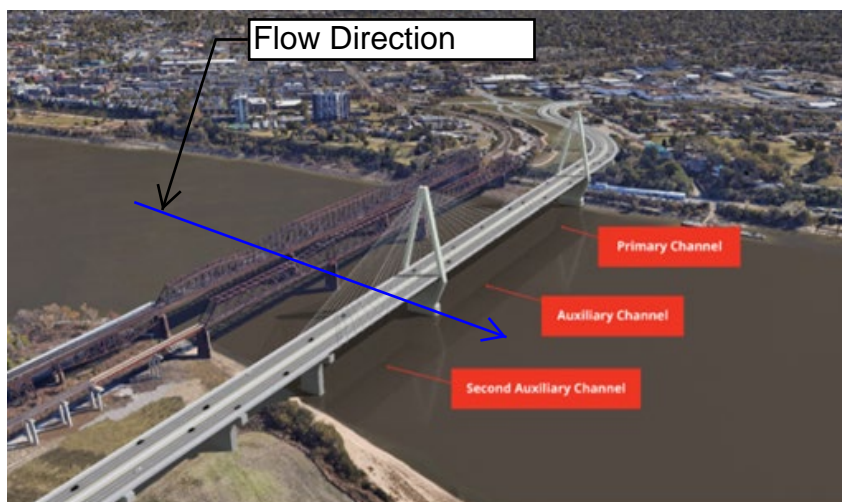 Flow Direction
Primary Channel
Auxiliary Channel
Second Auxiliary Channel